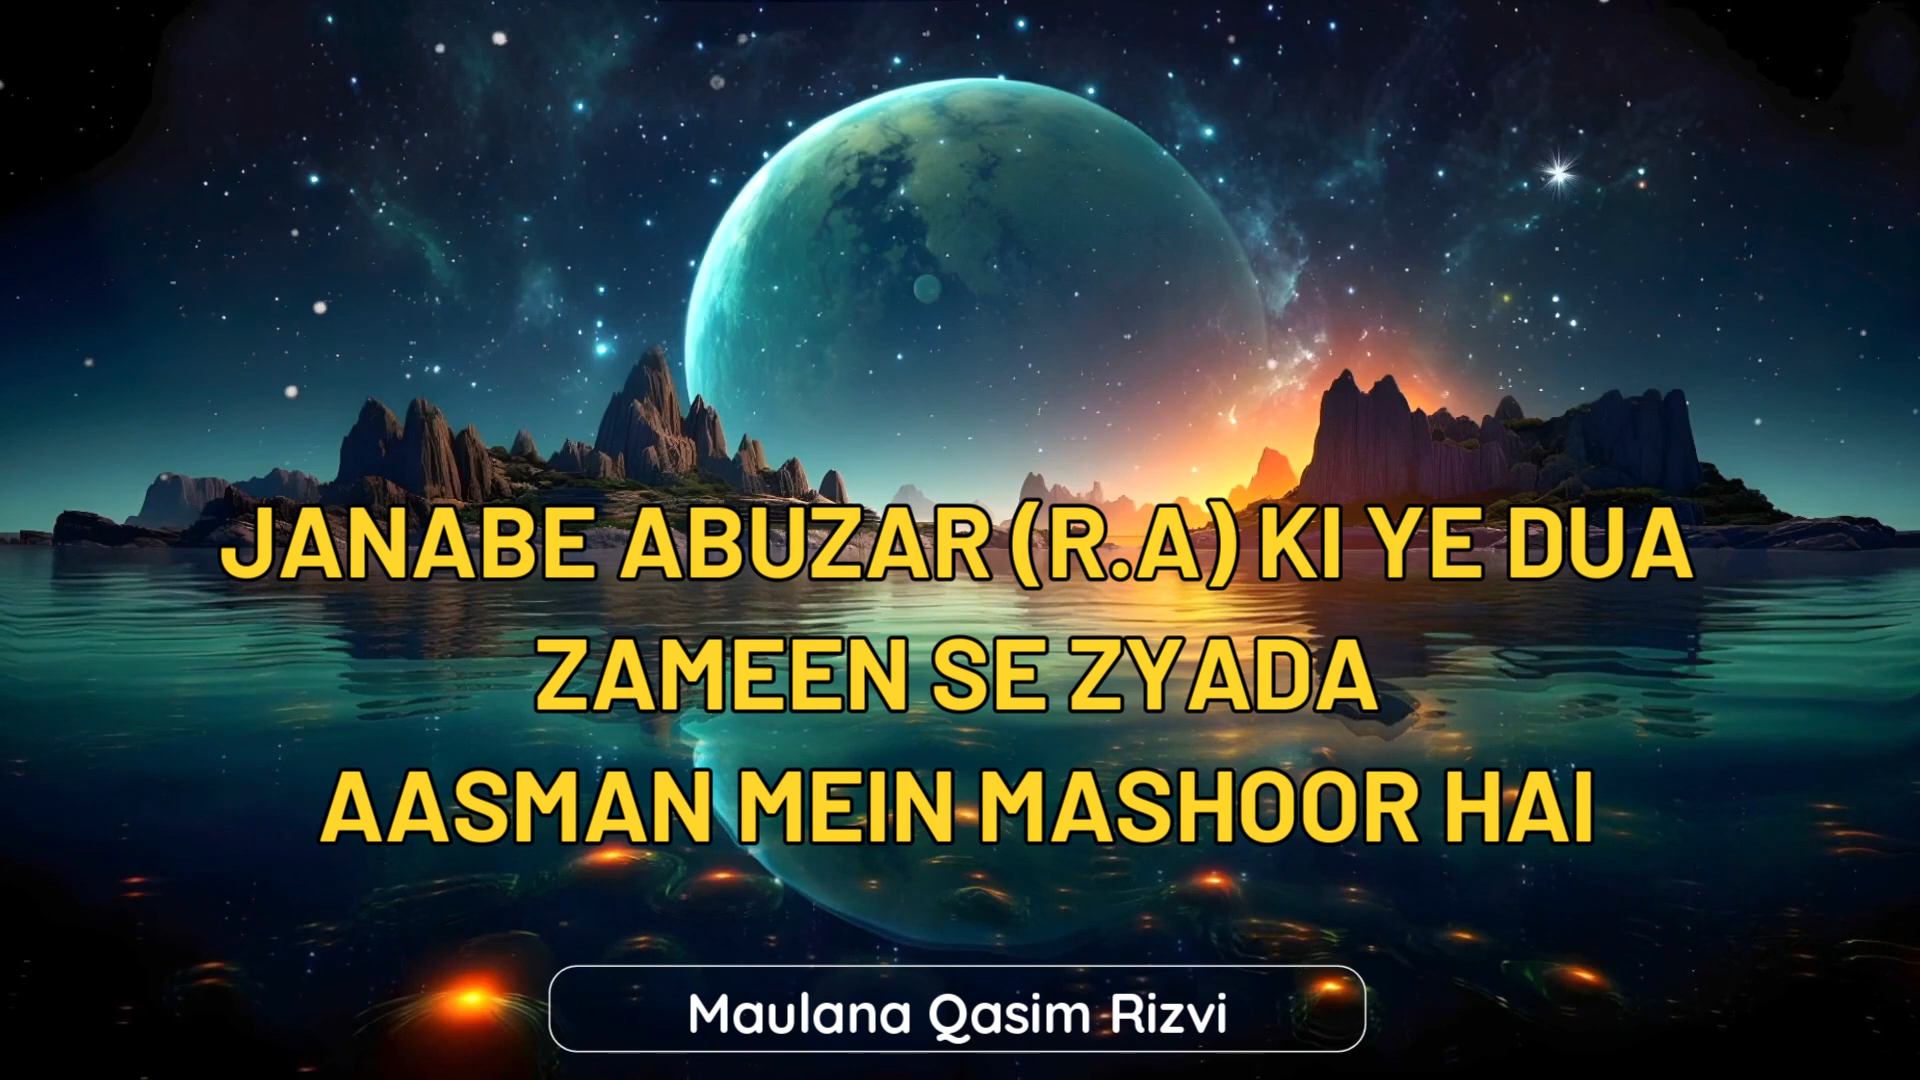 JANABE ABUZAR (R.A) KI YE DUA
ZAMEEN SE ZYADA
AASMAN MEIN MASHOOR HAI
Maulana Qasim Rizvi